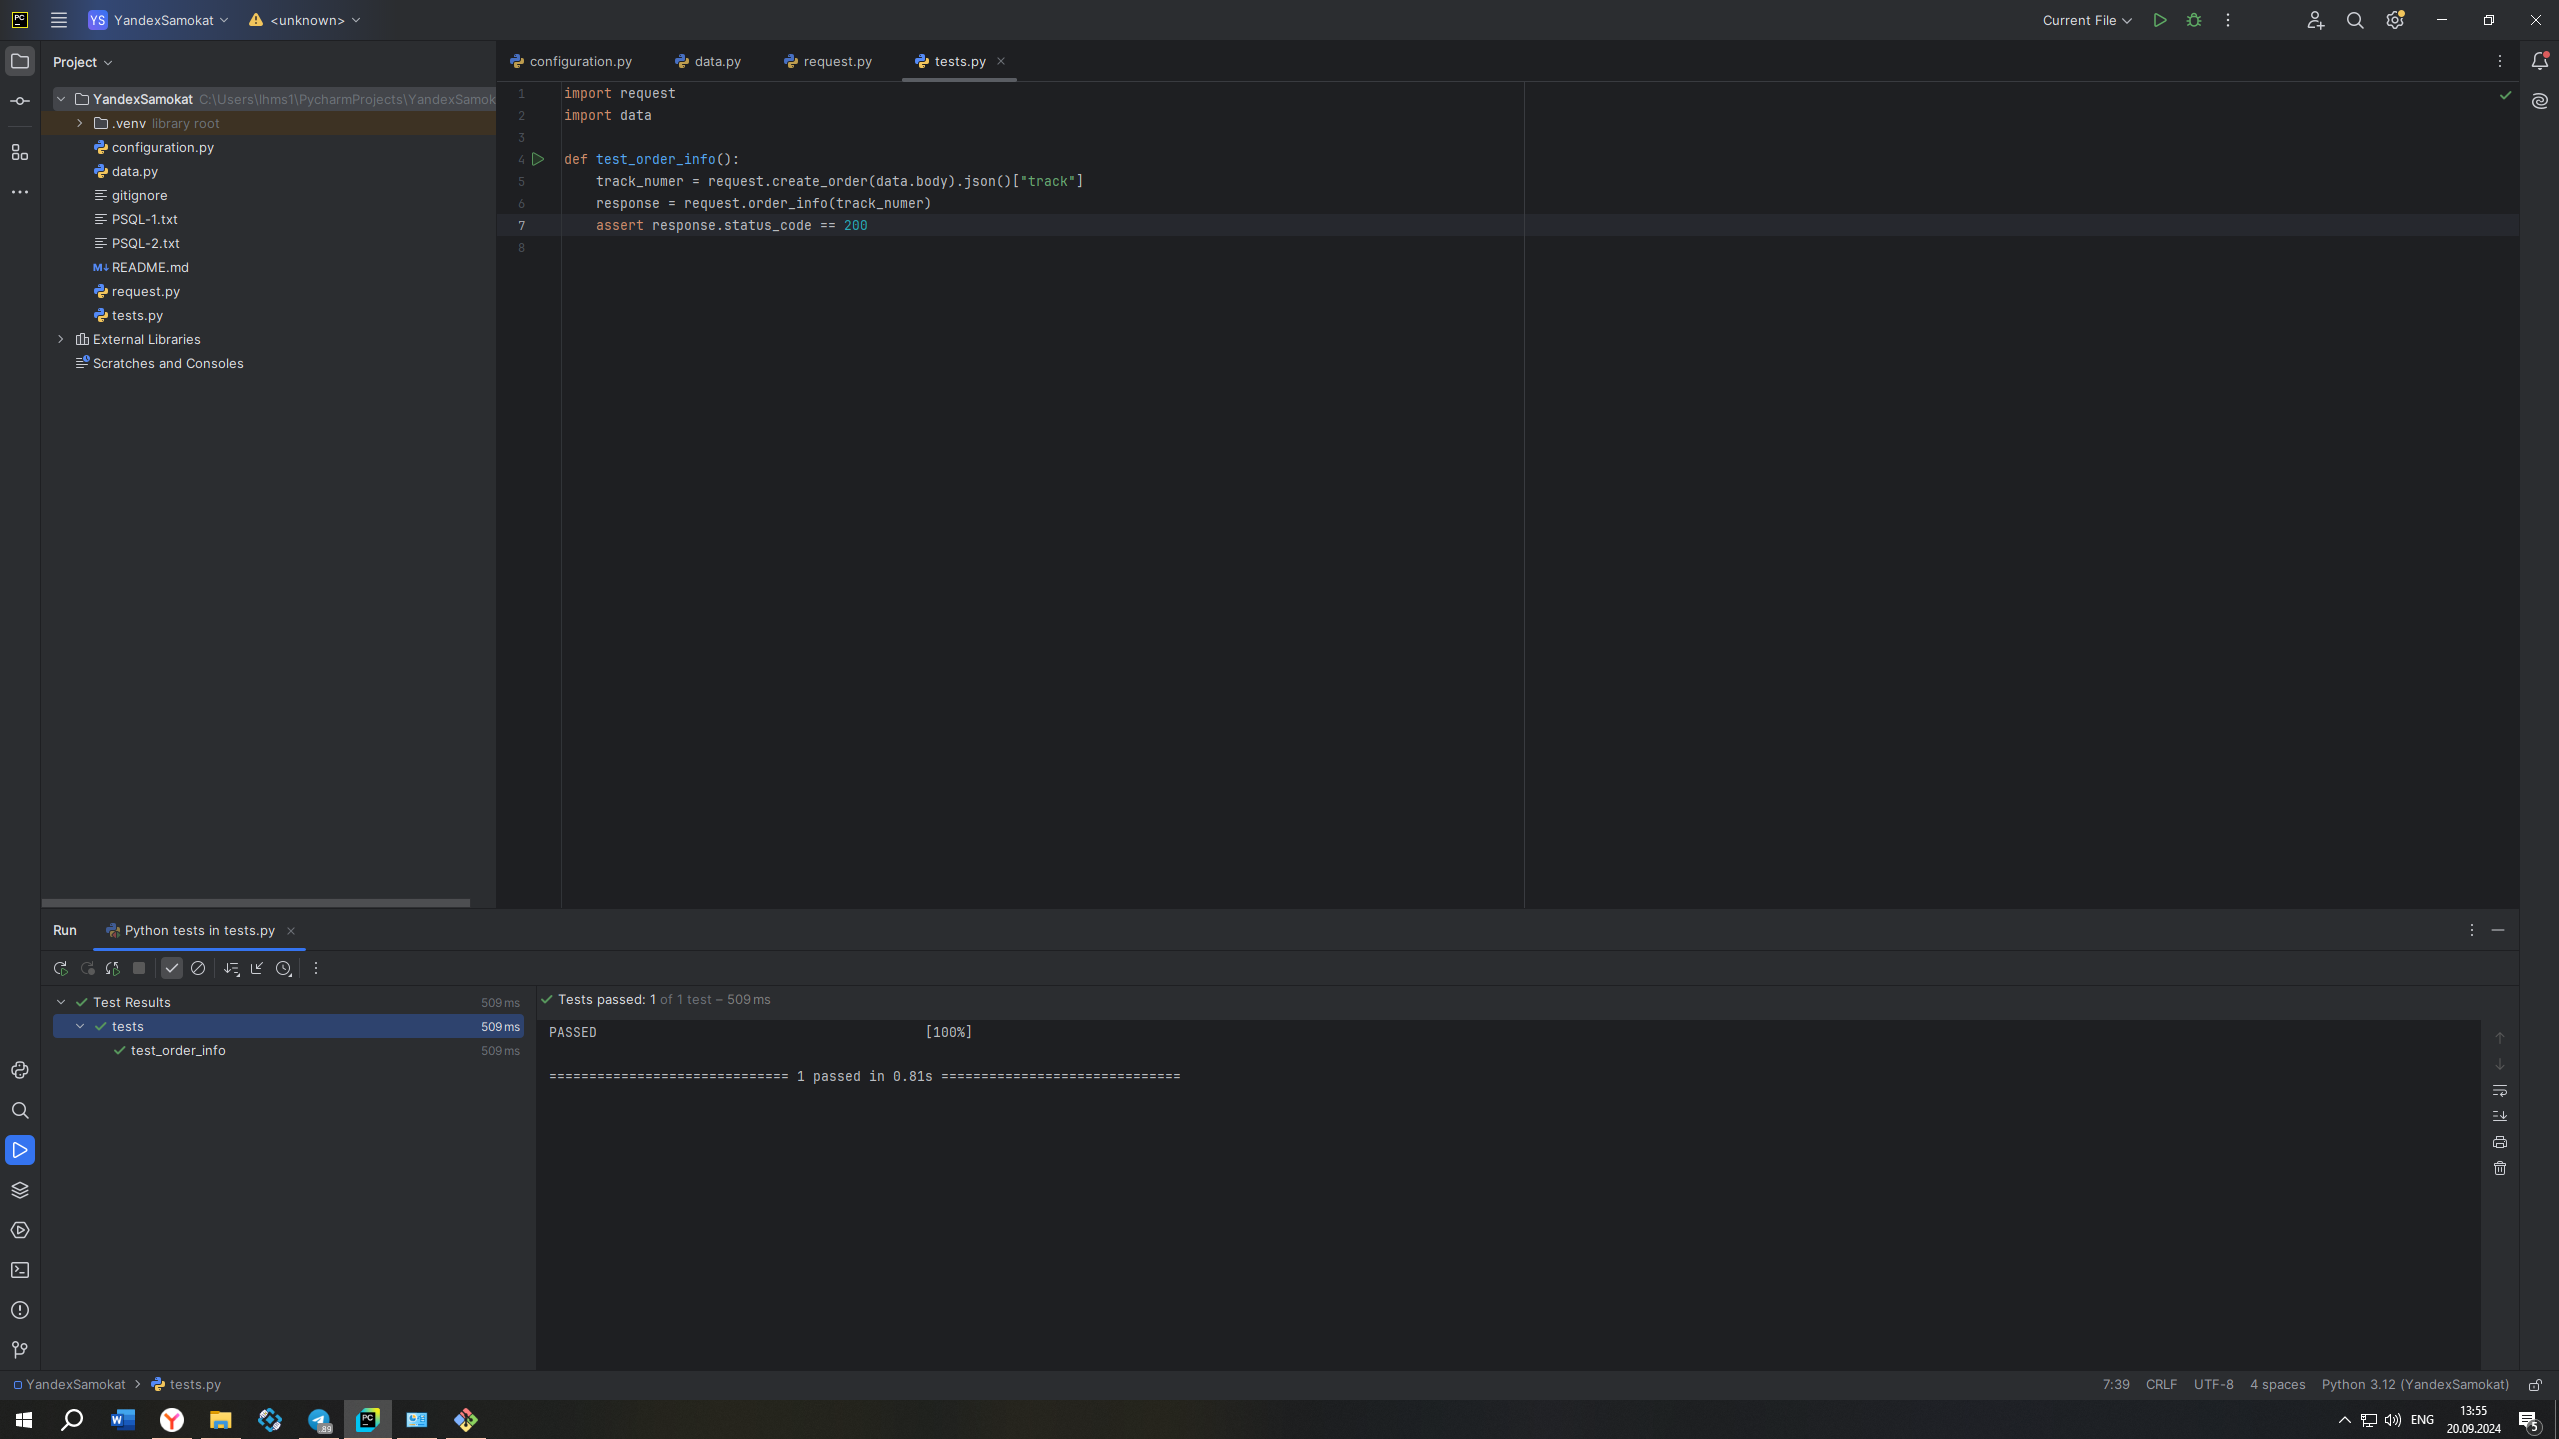 PC
YS YandexSamokat <unknown> Current File
Project
configuration.py data.py request.py tests.py
YandexSamokat C:\Users\lhms1\PycharmProjects\YandexSamok
.venv library root
configuration.py
data.py
gitignore
PSQL-1.txt
PSQL-2.txt
M↓ README.md
request.py
tests.py
External Libraries
Scratches and Consoles
1 import request
2 import data
3
4 def test_order_info():
5 track_numer = request.create_order(data.body).json()["track"]
6 response = request.order_info(track_numer)
7 assert response.status_code == 200
8
Run Python tests in tests.py
Test Results 509 ms
tests 509 ms
test_order_info 509 ms
Tests passed: 1 of 1 test – 509 ms
PASSED [100%]
============================== 1 passed in 0.81s ==============================
YandexSamokat > tests.py 7:39 CRLF UTF-8 4 spaces Python 3.12 (YandexSamokat)
W Y 89 PC ENG 13:55
20.09.2024 5